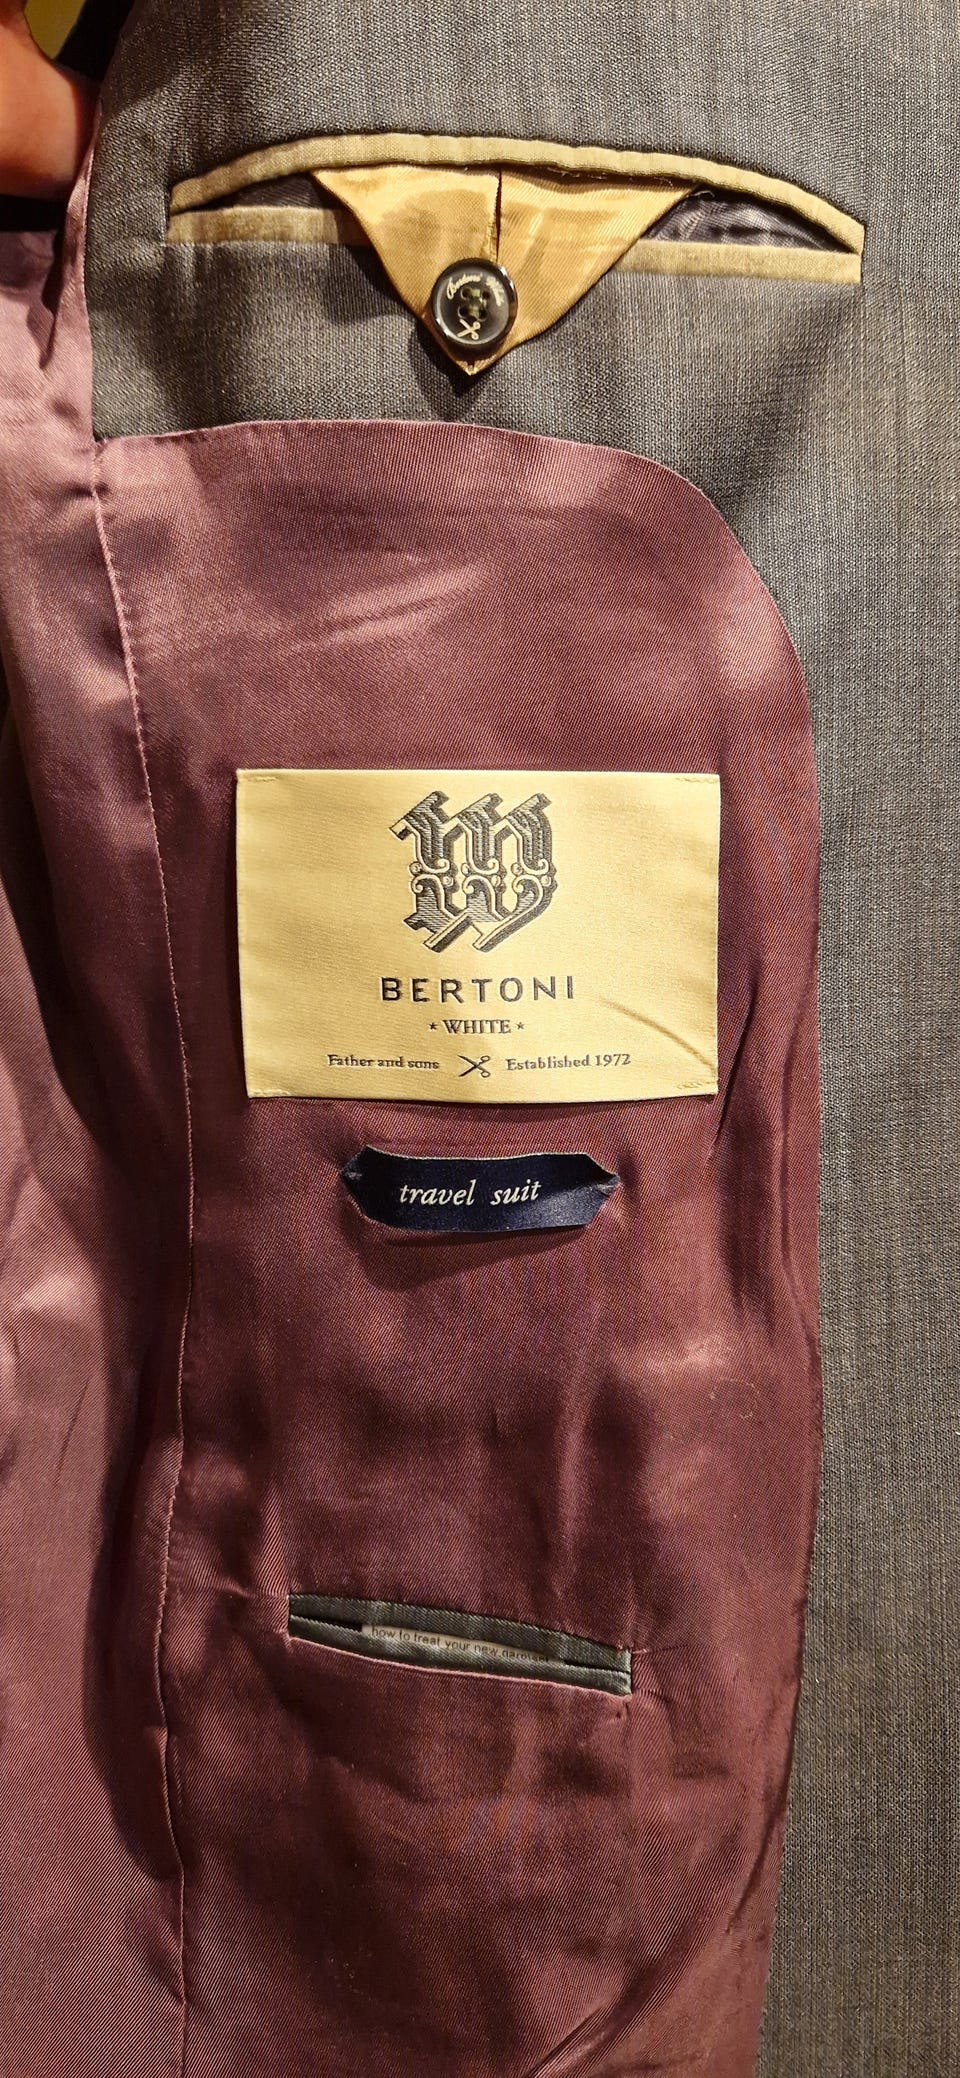 W
BERTONI
* WHITE *
Father and sons Established 1972
travel suit
how to treat your new